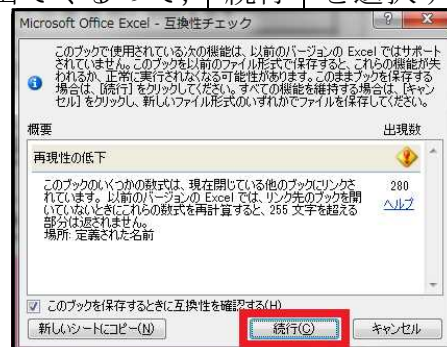 出てくるので,「続行」を選択す
Microsoft Office Excel - 互換性チェック
このブックで使用されている次の機能は、以前のバージョンの Excel ではサポート
されていません。このブックを以前のファイル形式で保存すると、これらの機能が失
われるか、正常に実行されなくなる可能性があります。このままブックを保存する
場合は、[続行] をクリックしてください。すべての機能を維持する場合は、[キャン
セル] をクリックし、新しいファイル形式のいずれかでファイルを保存してください。
概要 出現数
再現性の低下
このブックのいくつかの数式は、現在閉じている他のブックにリンクさ 280
れています。以前のバージョンの Excel では、リンク先のブックを開 ヘルプ
いていないときにこれらの数式を再計算すると、255 文字を超える
部分は返されません。
場所: 定義された名前
このブックを保存するときに互換性を確認する(H)
新しいシートにコピー(N) 続行(C) キャンセル